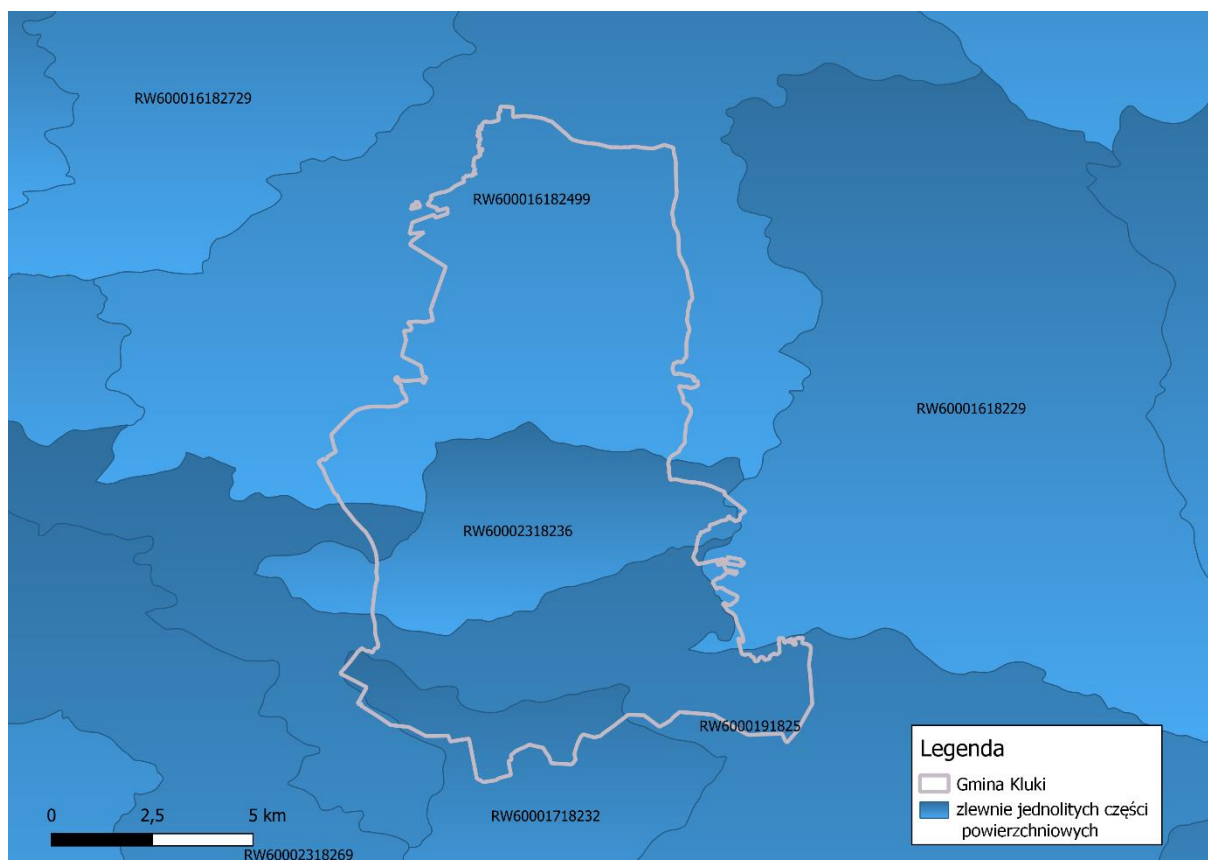 RW600016182729
RW600016182499
RW60001618229
RW60002318236
RW6000191825
RW60001718232
RW60002318269
0 2,5 5 km
Legenda
Gmina Kluki
zlewnie jednolitych części
powierzchniowych